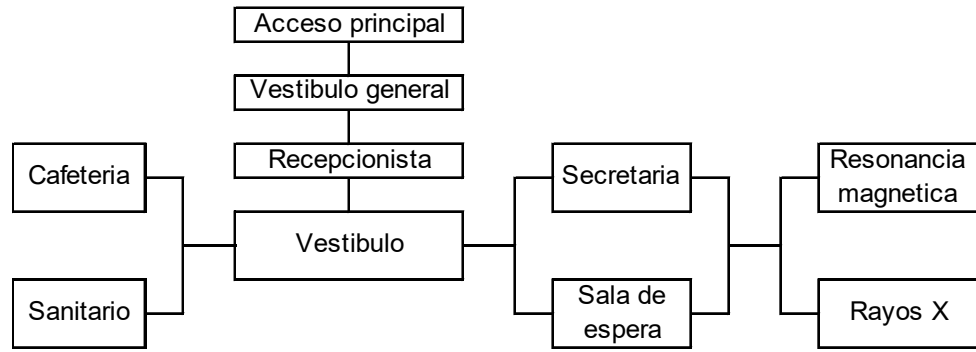 Acceso principal
Vestibulo general
Recepcionista
Cafeteria
Secretaria
Resonancia
magnetica
Vestibulo
Sanitario
Sala de
espera
Rayos X